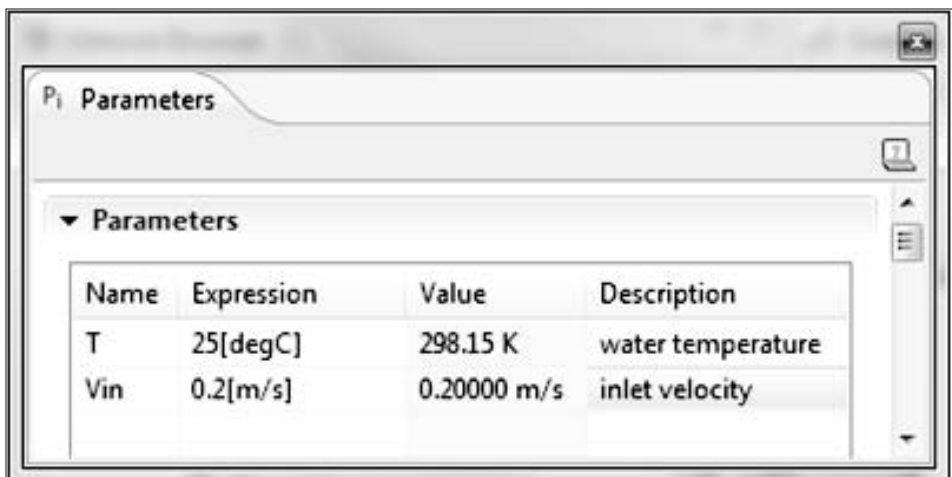 Pi Parameters
Parameters
Name Expression Value Description
T 25[degC] 298.15 K water temperature
Vin 0.2[m/s] 0.20000 m/s inlet velocity